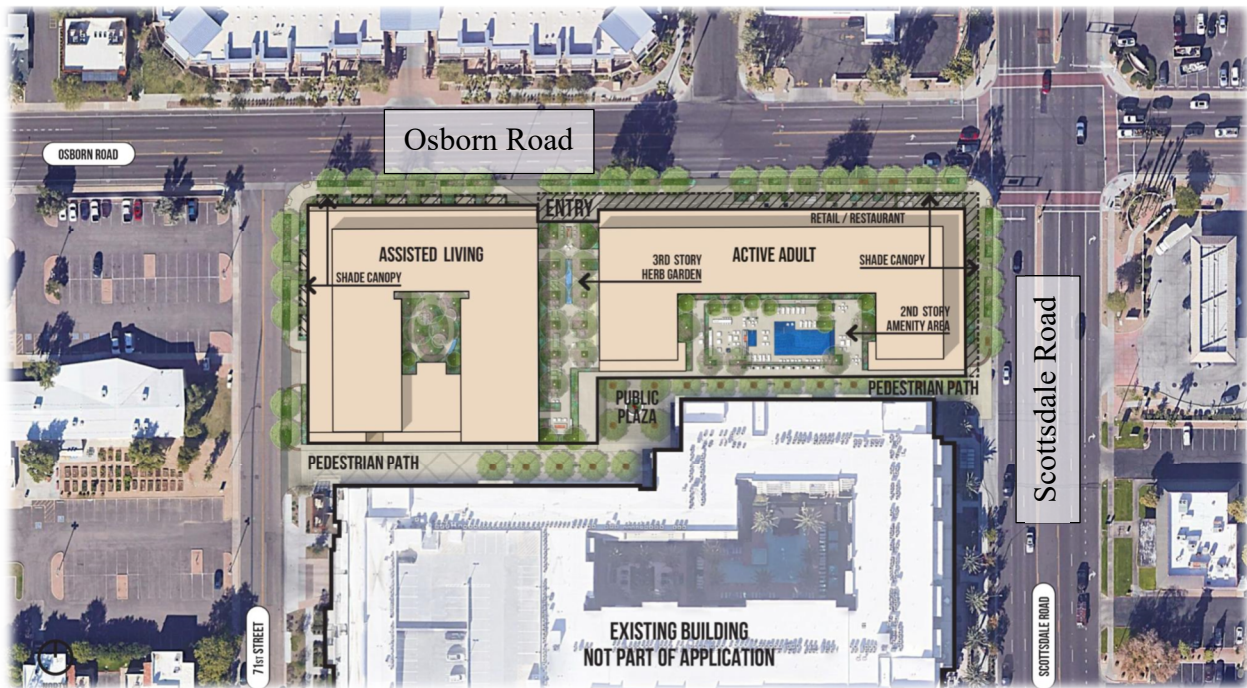 Osborn Road
OSBORN ROAD
ENTRY
RETAIL / RESTAURANT
ASSISTED LIVING
ACTIVE ADULT
3RD STORY
HERB GARDEN
SHADE CANOPY
SHADE CANOPY
2ND STORY
AMENITY AREA
Scottsdale Road
PEDESTRIAN PATH
PUBLIC
PLAZA
PEDESTRIAN PATH
EXISTING BUILDING
NOT PART OF APPLICATION
71ST STREET
SCOTTSDALE ROAD
NORTH